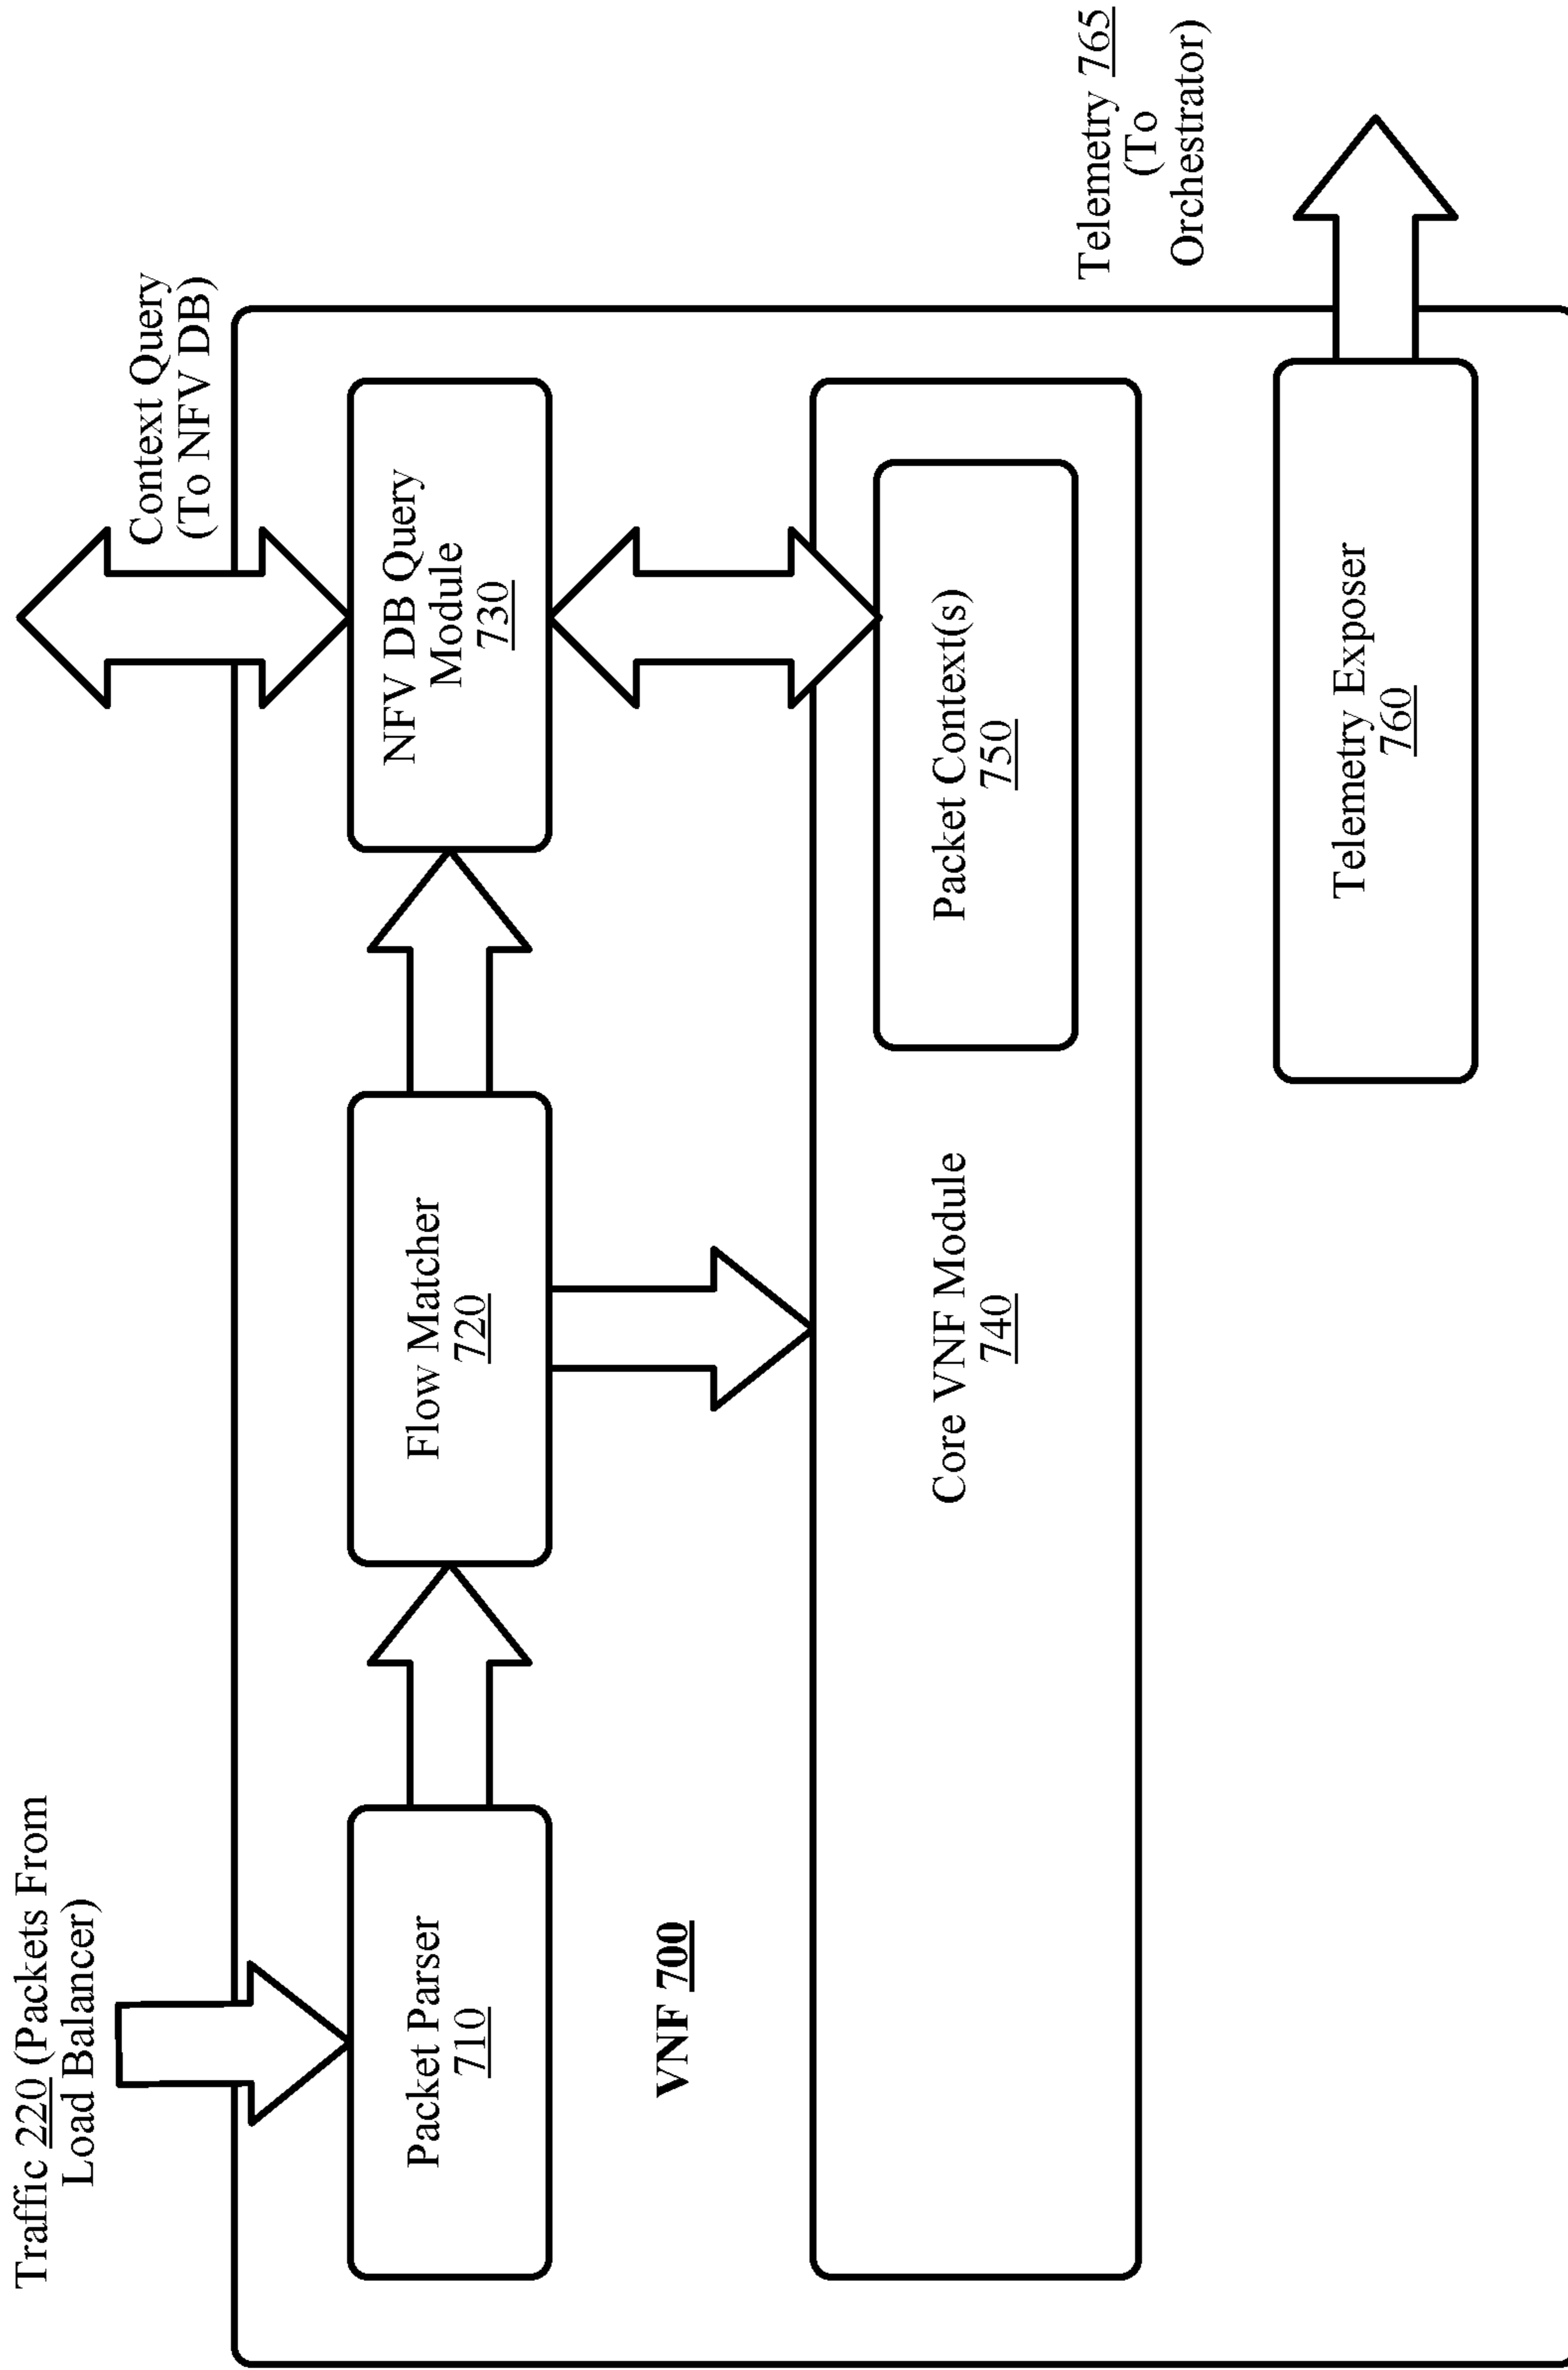 Traffic 220 (Packets From
Load Balancer)
Context Query
(To NFV DB)
Packet Parser
710
Flow Matcher
720
NFV DB Query
Module
730
VNF 700
Core VNF Module
740
Packet Context(s)
750
Telemetry 765
(To
Orchestrator)
Telemetry Exposer
760